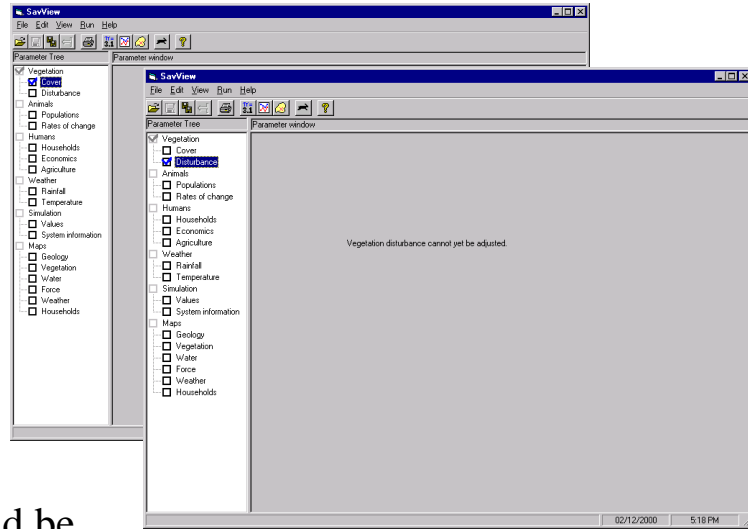 SavView
File Edit View Run Help
Parameter Tree
Parameter window
Vegetation
Cover
Disturbance
Animals
Populations
Rates of change
Humans
Households
Economics
Agriculture
Weather
Rainfall
Temperature
Simulation
Values
System information
Maps
Geology
Vegetation
Water
Force
Weather
Households
SavView
File Edit View Run Help
Parameter Tree
Parameter window
Vegetation
Cover
Disturbance
Animals
Populations
Rates of change
Humans
Households
Economics
Agriculture
Weather
Rainfall
Temperature
Simulation
Values
System information
Maps
Geology
Vegetation
Water
Force
Weather
Households
Vegetation disturbance cannot yet be adjusted.
02/12/2000 5:18 PM
d be